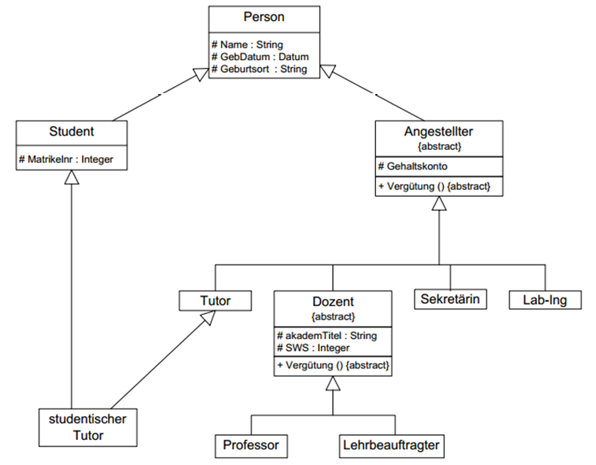 Person
# Name : String
# GebDatum : Datum
# Geburtsort : String
Student
# Matrikelnr : Integer
Angestellter
{abstract}
# Gehaltskonto
+ Vergütung () {abstract}
Tutor
Dozent
{abstract}
# akademTitel : String
# SWS : Integer
+ Vergütung () {abstract}
Sekretärin
Lab-Ing
studentischer
Tutor
Professor
Lehrbeauftragter